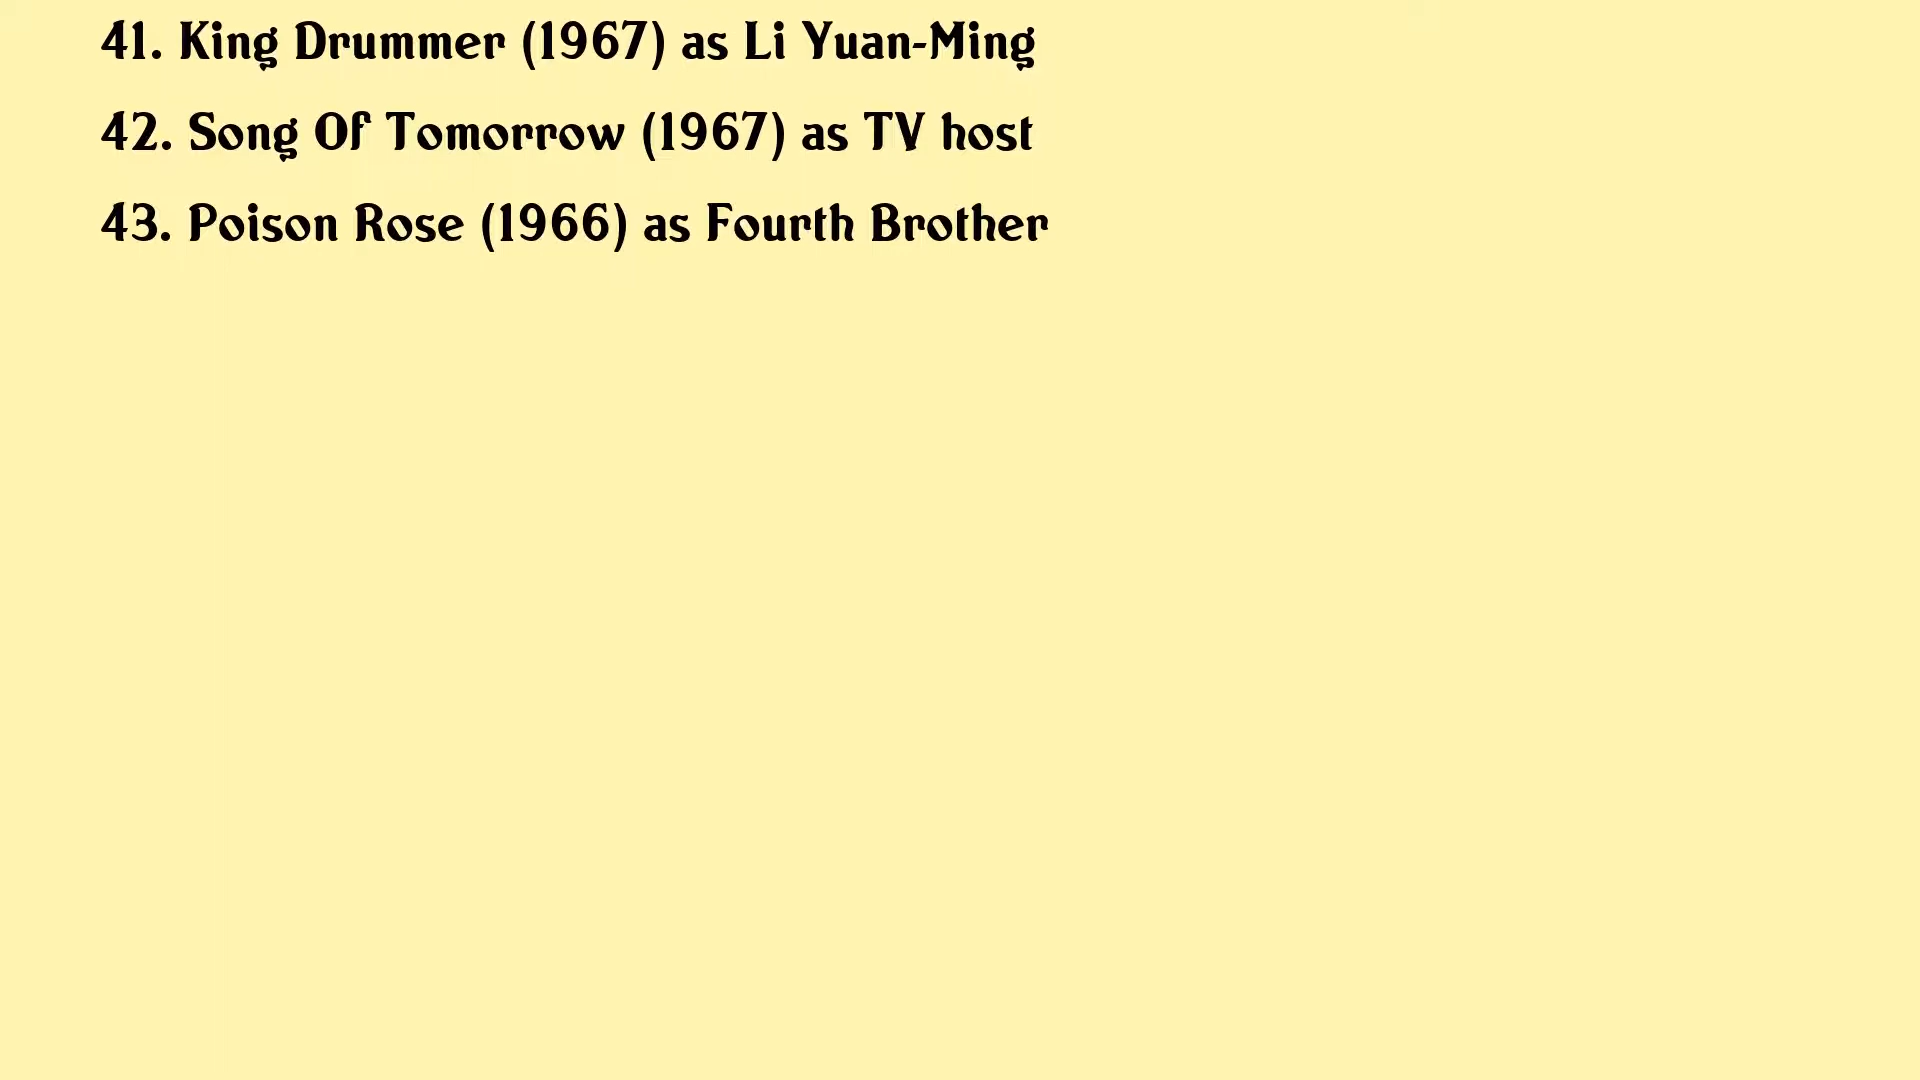 41. King Drummer (1967) as Li Yuan-Ming
42. Song Of Tomorrow (1967) as TV host
43. Poison Rose (1966) as Fourth Brother